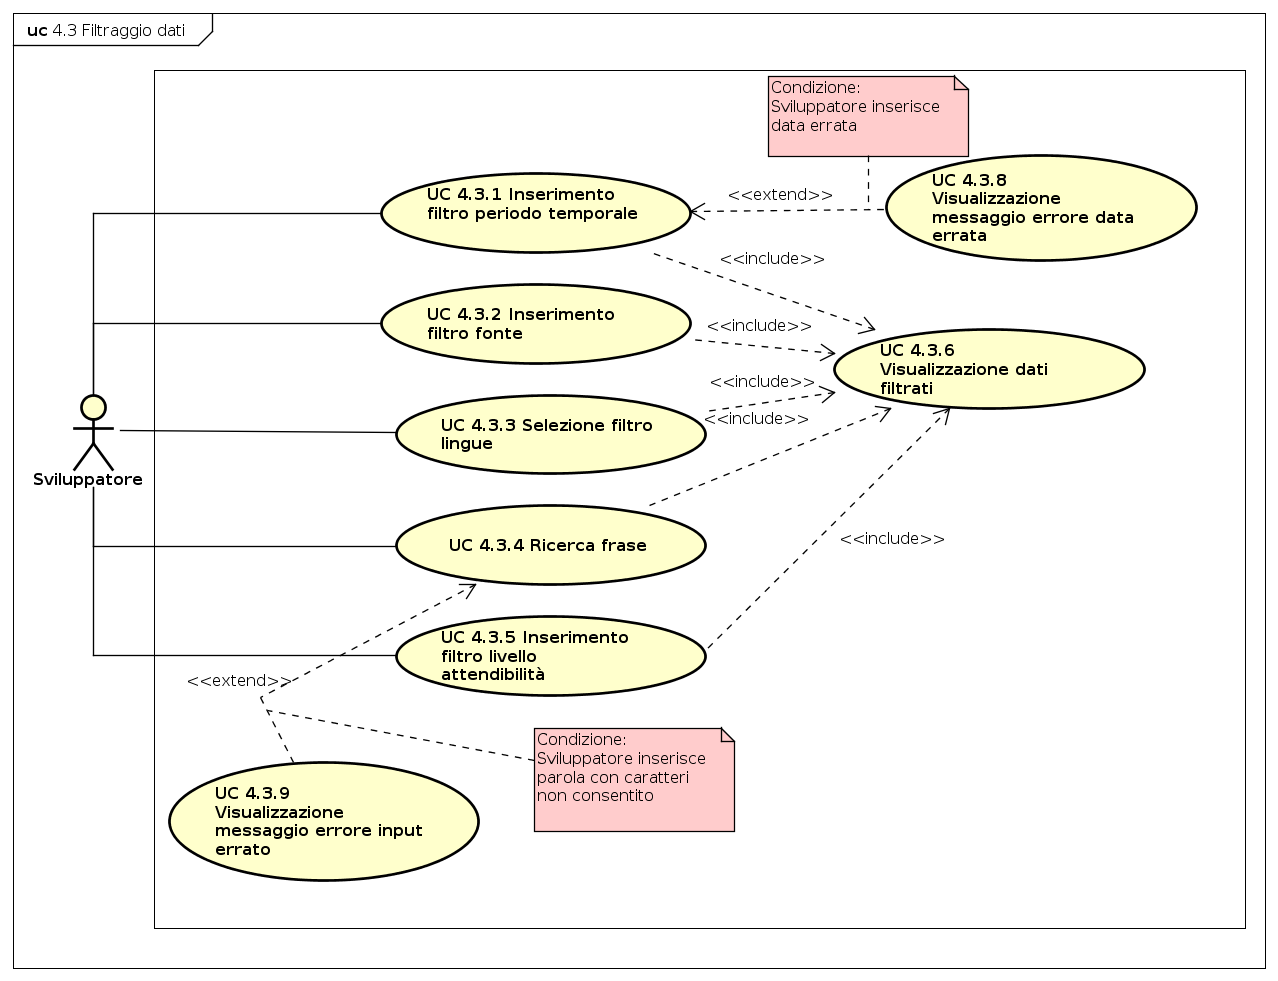 uc 4.3 Filtraggio dati
Condizione:
Sviluppatore inserisce
data errata
UC 4.3.1 Inserimento
filtro periodo temporale
<<extend>>
UC 4.3.8
Visualizzazione
messaggio errore data
errata
<<include>>
UC 4.3.2 Inserimento
filtro fonte
<<include>>
UC 4.3.6
Visualizzazione dati
filtrati
<<include>>
<<include>>
UC 4.3.3 Selezione filtro
lingue
Sviluppatore
UC 4.3.4 Ricerca frase
<<include>>
UC 4.3.5 Inserimento
filtro livello
attendibilità
<<extend>>
Condizione:
Sviluppatore inserisce
parola con caratteri
non consentito
UC 4.3.9
Visualizzazione
messaggio errore input
errato